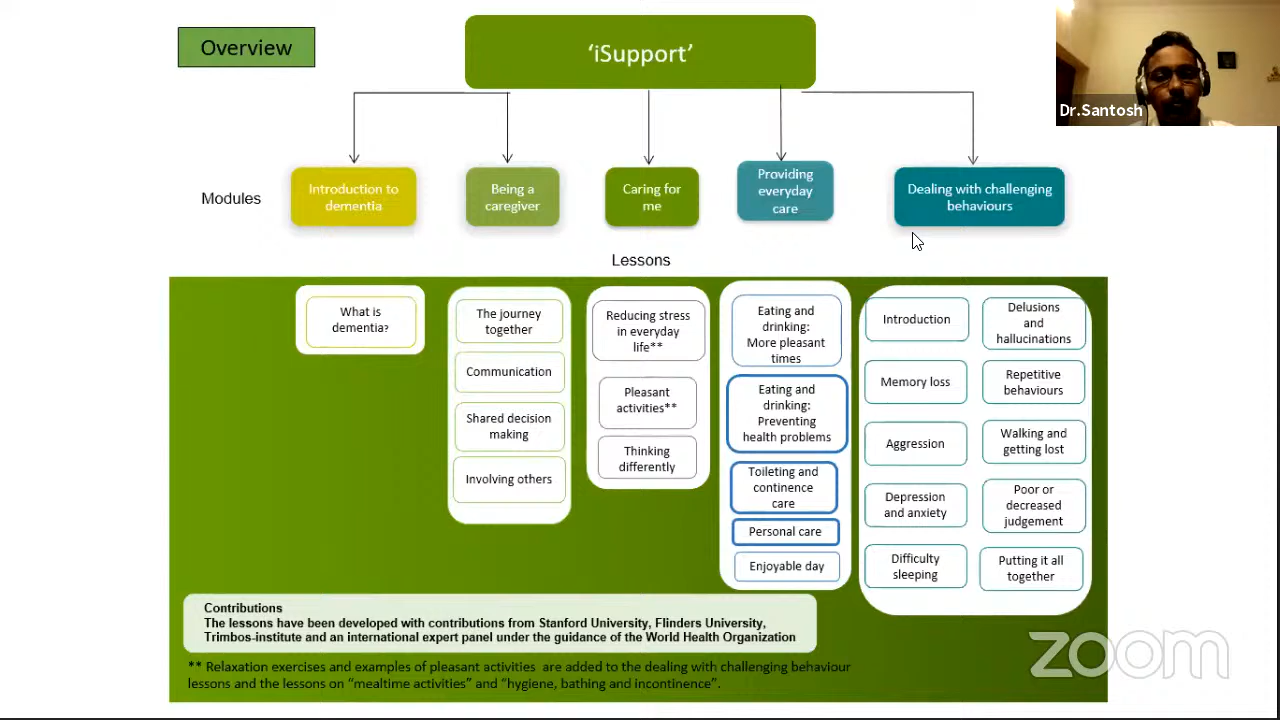 Overview
'iSupport'
Dr.Santosh
Modules
Introduction to
dementia
Being a
caregiver
Caring for
me
Providing
everyday
care
Dealing with challenging
behaviours
Lessons
What is
dementia?
The journey
together
Communication
Shared decision
making
Involving others
Reducing stress
in everyday
life**
Pleasant
activities**
Thinking
differently
Eating and
drinking:
More pleasant
times
Eating and
drinking:
Preventing
health problems
Toileting and
continence
care
Personal care
Enjoyable day
Introduction
Memory loss
Aggression
Depression
and anxiety
Difficulty
sleeping
Delusions
and
hallucinations
Repetitive
behaviours
Walking and
getting lost
Poor or
decreased
judgement
Putting it all
together
Contributions
The lessons have been developed with contributions from Stanford University, Flinders University,
Trimbos-institute and an international expert panel under the guidance of the World Health Organization
** Relaxation exercises and examples of pleasant activities are added to the dealing with challenging behaviour
lessons and the lessons on "mealtime activities" and "hygiene, bathing and incontinence".
zoom